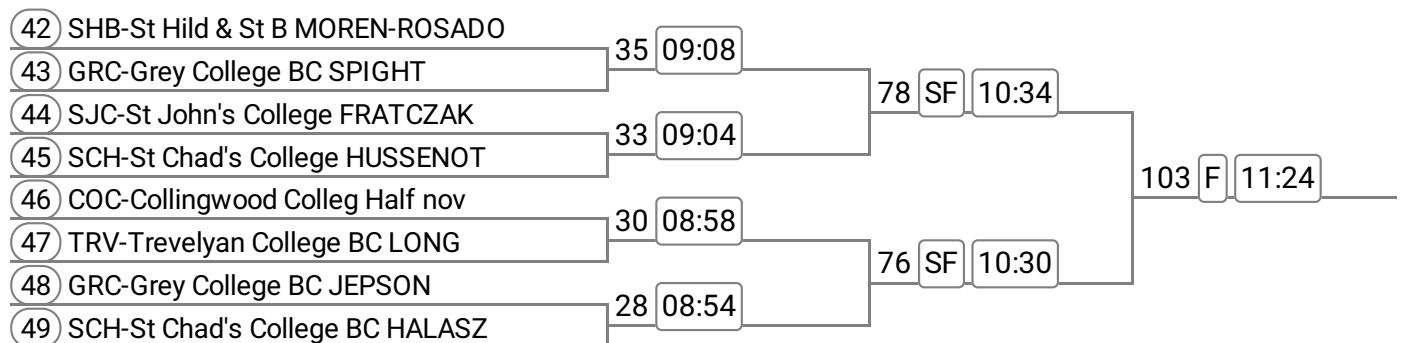 42 SHB-St Hild & St B MOREN-ROSADO
35 09:08
43 GRC-Grey College BC SPIGHT
78 SF 10:34
44 SJC-St John's College FRATCZAK
33 09:04
45 SCH-St Chad's College HUSSENOT
103 F 11:24
46 COC-Collingwood Colleg Half nov
30 08:58
47 TRV-Trevelyan College BC LONG
76 SF 10:30
48 GRC-Grey College BC JEPSON
28 08:54
49 SCH-St Chad's College BC HALASZ